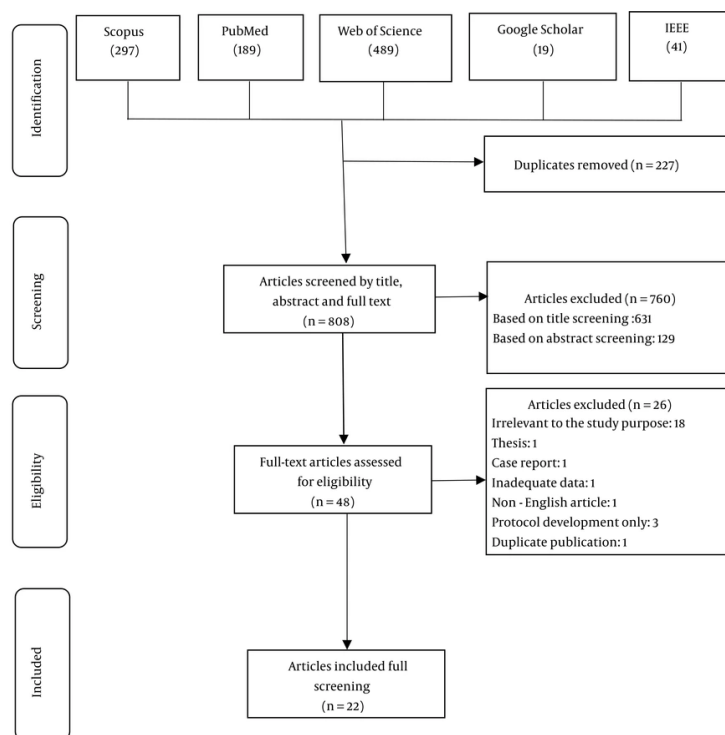 Identification
Scopus
(297)
PubMed
(189)
Web of Science
(489)
Google Scholar
(19)
IEEE
(41)
Duplicates removed (n = 227)
Screening
Articles screened by title,
abstract and full text
(n = 808)
Articles excluded (n = 760)
Based on title screening :631
Based on abstract screening: 129
Eligibility
Full-text articles assessed
for eligibility
(n = 48)
Articles excluded (n = 26)
Irrelevant to the study purpose: 18
Thesis: 1
Case report: 1
Inadequate data: 1
Non - English article: 1
Protocol development only: 3
Duplicate publication: 1
Included
Articles included full
screening
(n = 22)